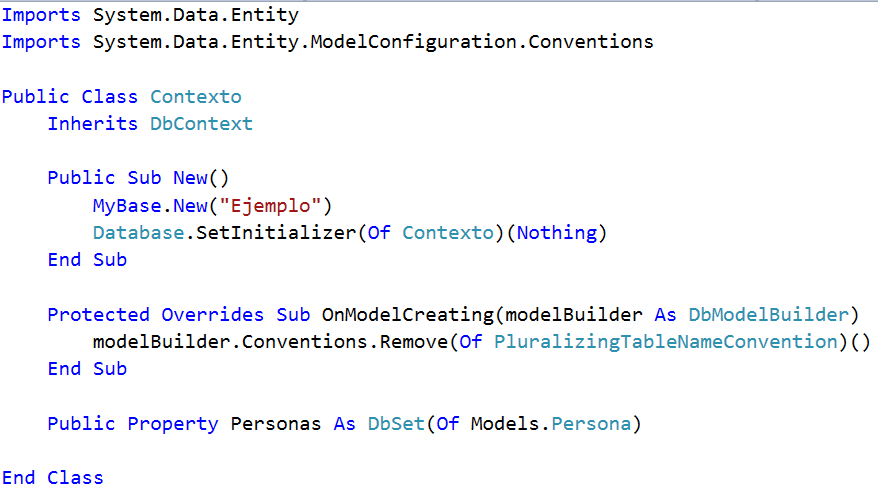 Imports System.Data.Entity
Imports System.Data.Entity.ModelConfiguration.Conventions
Public Class Contexto
Inherits DbContext
Public Sub New()
MyBase.New("Ejemplo")
Database.SetInitializer(Of Contexto)(Nothing)
End Sub
Protected Overrides Sub OnModelCreating(modelBuilder As DbModelBuilder)
modelBuilder.Conventions.Remove(Of PluralizingTableNameConvention)()
End Sub
Public Property Personas As DbSet(Of Models.Persona)
End Class